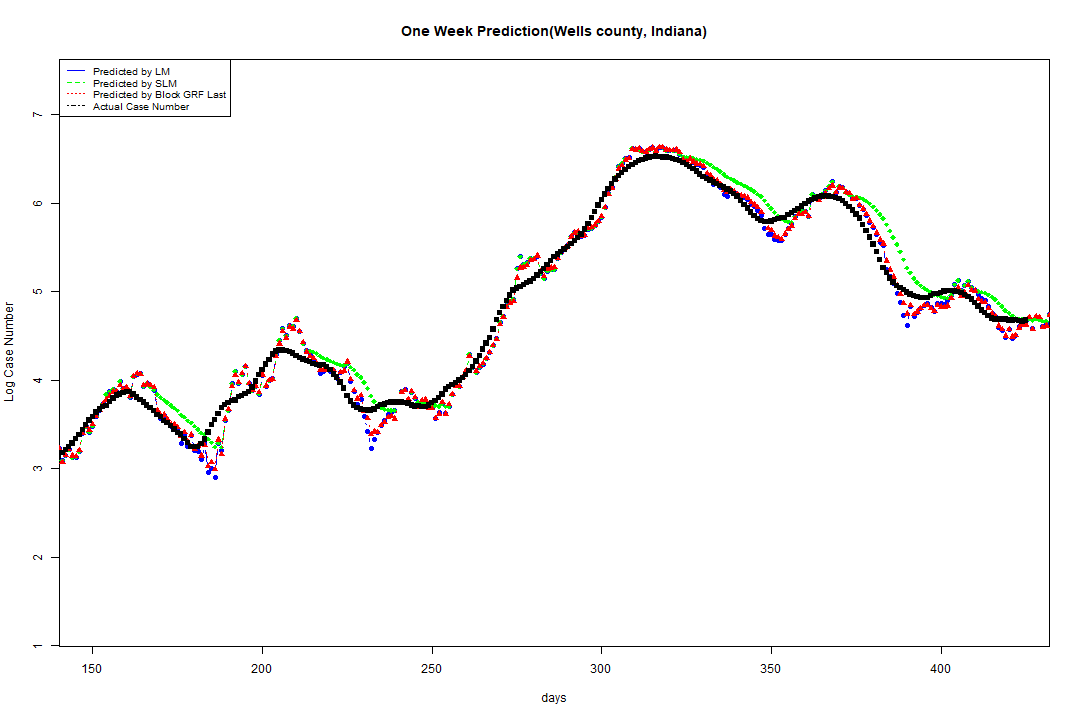 One Week Prediction(Wells county, Indiana)
Predicted by LM
Predicted by SLM
Predicted by Block GRF Last
Actual Case Number
Log Case Number
7
6
5
4
3
2
1
150 200 250 300 350 400
days